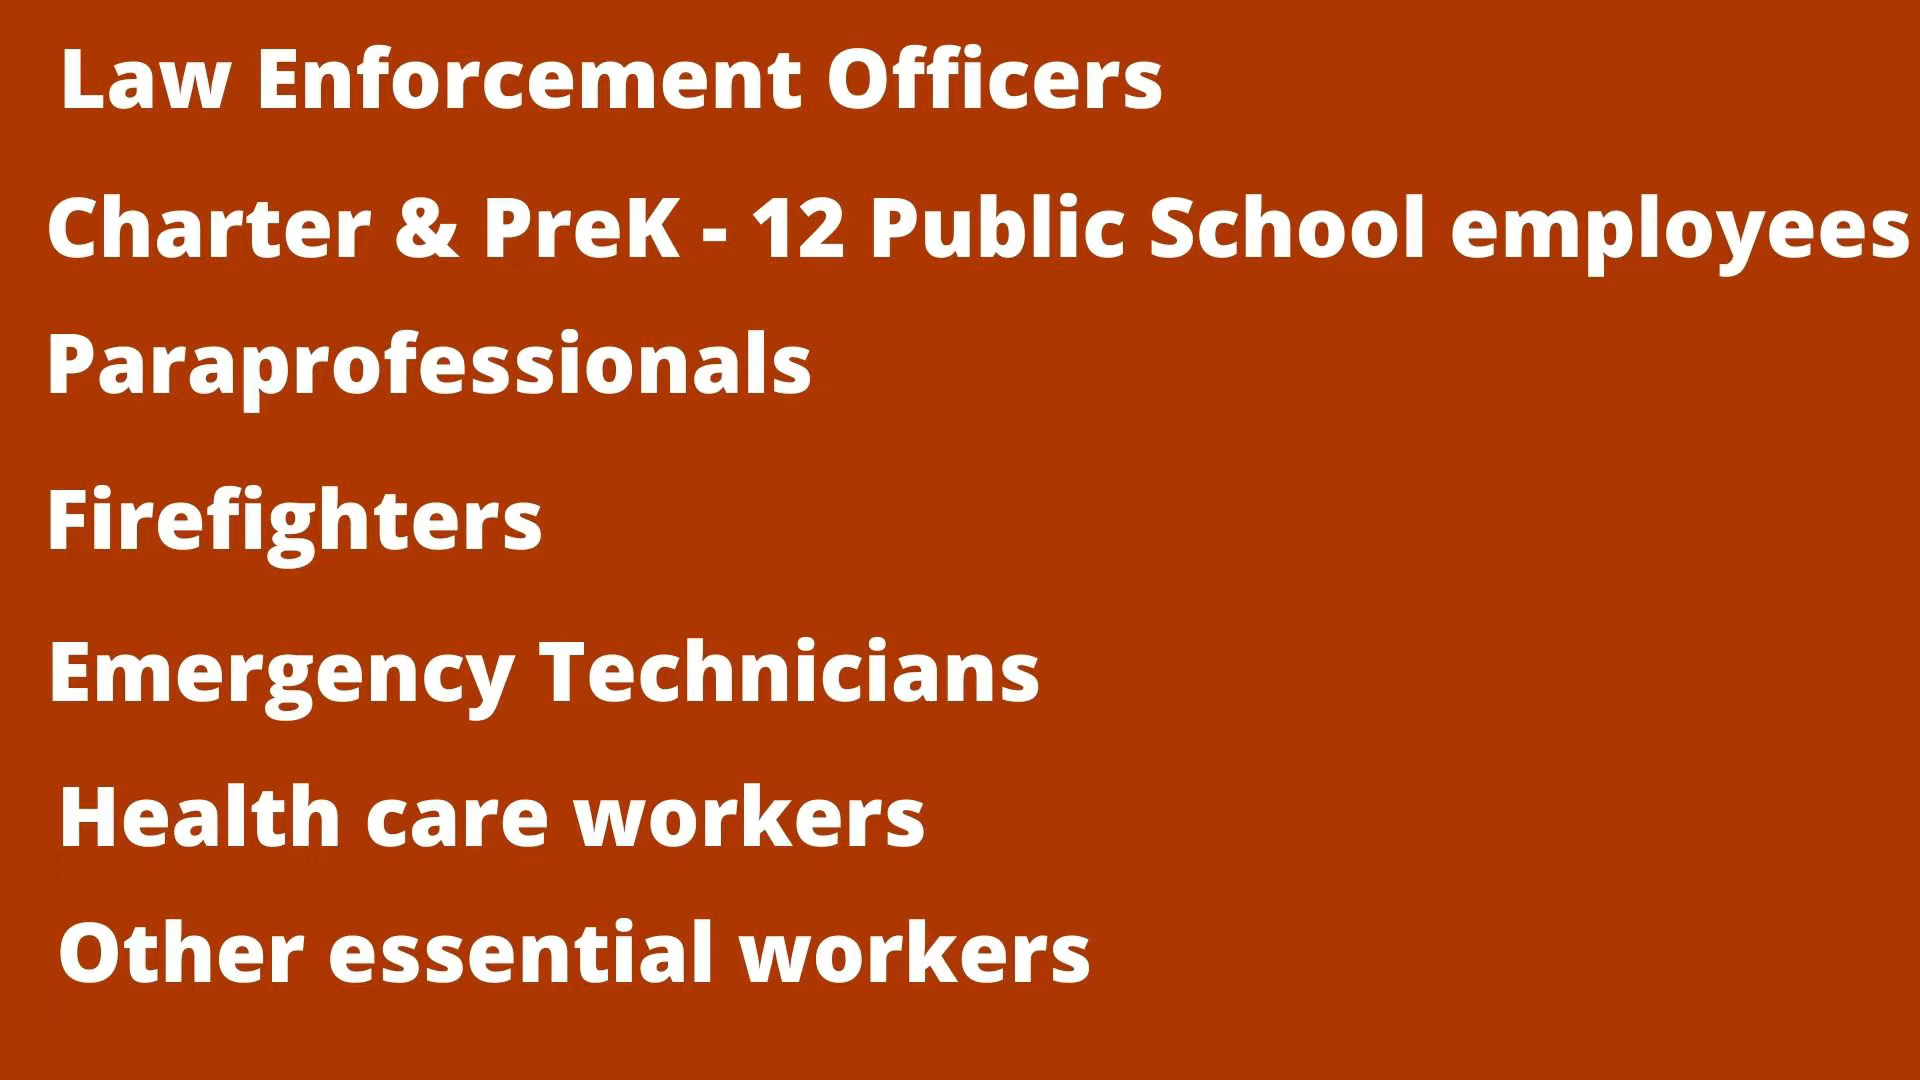 Law Enforcement Officers
Charter & PreK - 12 Public School employees
Paraprofessionals
Firefighters
Emergency Technicians
Health care workers
Other essential workers